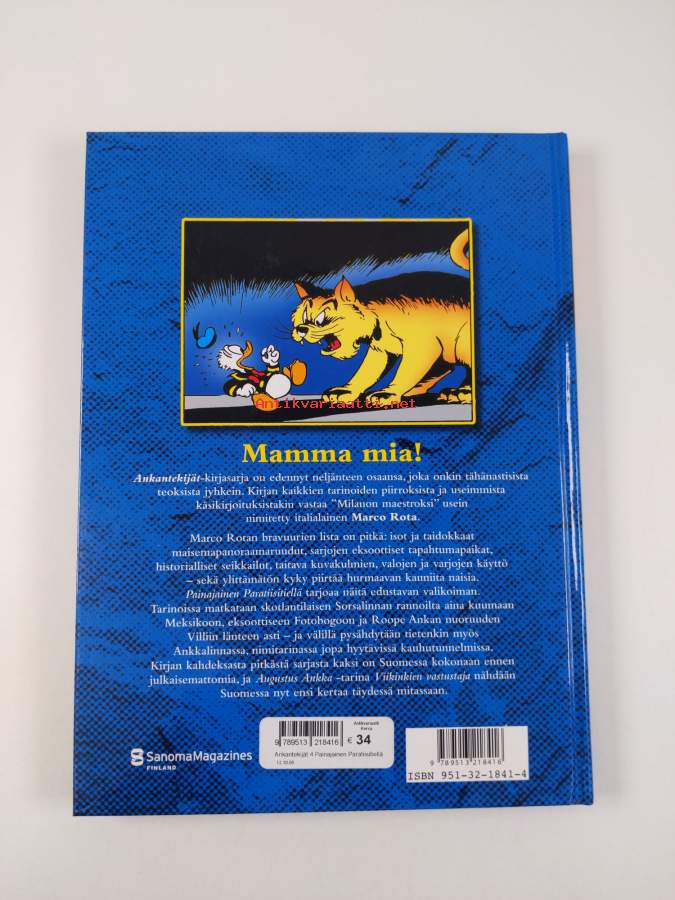 Antikvariaatti.net
Mamma mia!
Ankantekijät-kirjasarja on edennyt neljänteen osaansa, joka onkin tähänastisista
teoksista jyhkein. Kirjan kaikkien tarinoiden piirroksista ja useimmista
käsikirjoituksistakin vastaa "Milanon maestroksi" usein
nimitetty italialainen Marco Rota.
Marco Rotan bravuurien lista on pitkä: isot ja taidokkaat
maisemapanoraamaruudut, sarjojen eksoottiset tapahtumapaikat,
historialliset seikkailut, taitava kuvakulmien, valojen ja varjojen käyttö
– sekä ylittämätön kyky piirtää hurmaavan kauniita naisia.
Painajainen Paratiisitiellä tarjoaa näitä edustavan valikoiman.
Tarinoissa matkataan skotlantilaisen Sorsalinnan rannoilta aina kuumaan
Meksikoon, eksoottiseen Fotobogoon ja Roope Ankan nuoruuden
Villiin länteen asti – ja välillä pysähdytään tietenkin myös
Ankkalinnassa, nimitarinassa jopa hyytävissä kauhutunnelmissa.
Kirjan kahdeksasta pitkästä sarjasta kaksi on Suomessa kokonaan ennen
julkaisemattomia, ja Augustus Ankka -tarina Viikinkien vastustaja nähdään
Suomessa nyt ensi kertaa täydessä mitassaan.
SanomaMagazines
FINLAND
9 789513 218416
€ 34
Ankantekijät 4 Painajainen Paratiisitiellä
9 789513 218416
ISBN 951-32-1841-4